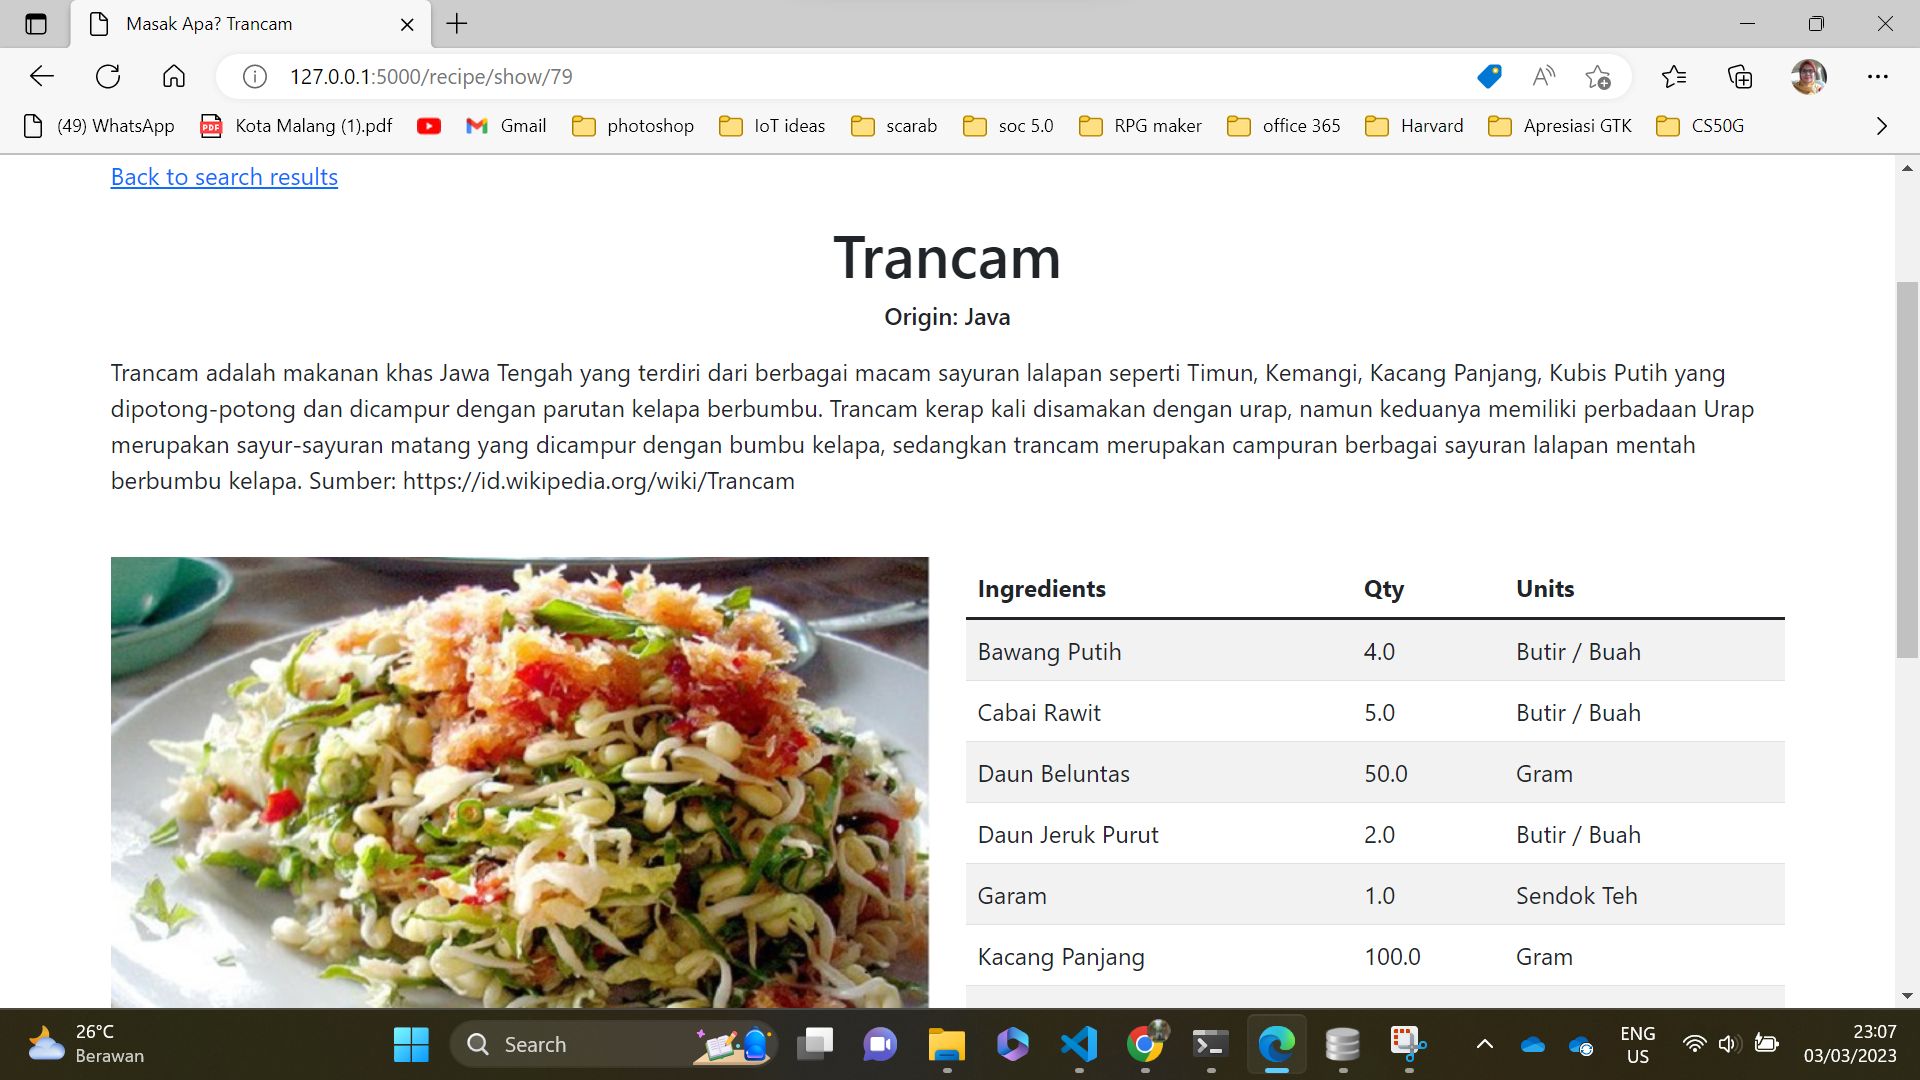 Masak Apa? Trancam
127.0.0.1:5000/recipe/show/79
(49) WhatsApp
PDF
Kota Malang (1).pdf
Gmail
photoshop
IoT ideas
scarab
soc 5.0
RPG maker
office 365
Harvard
Apresiasi GTK
CS50G
Back to search results
Trancam
Origin: Java
Trancam adalah makanan khas Jawa Tengah yang terdiri dari berbagai macam sayuran lalapan seperti Timun, Kemangi, Kacang Panjang, Kubis Putih yang
dipotong-potong dan dicampur dengan parutan kelapa berbumbu. Trancam kerap kali disamakan dengan urap, namun keduanya memiliki perbadaan Urap
merupakan sayur-sayuran matang yang dicampur dengan bumbu kelapa, sedangkan trancam merupakan campuran berbagai sayuran lalapan mentah
berbumbu kelapa. Sumber: https://id.wikipedia.org/wiki/Trancam
Ingredients Qty Units
Bawang Putih 4.0 Butir / Buah
Cabai Rawit 5.0 Butir / Buah
Daun Beluntas 50.0 Gram
Daun Jeruk Purut 2.0 Butir / Buah
Garam 1.0 Sendok Teh
Kacang Panjang 100.0 Gram
26°C
Berawan
Search
ENG
US
23:07
03/03/2023